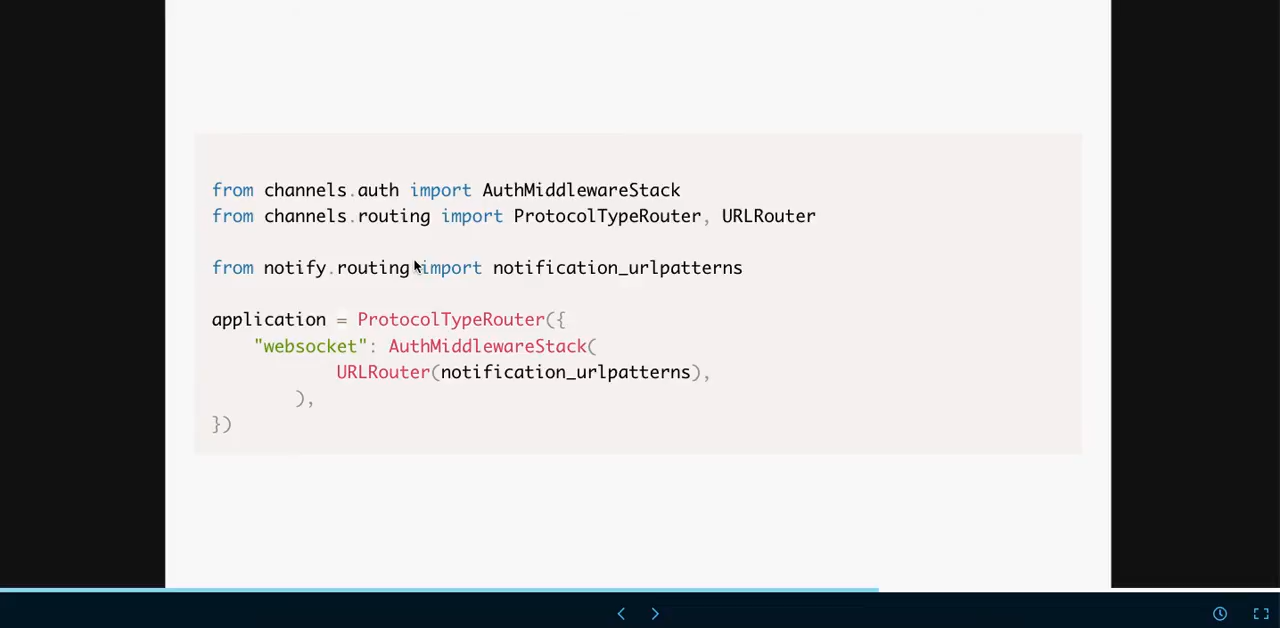 from channels.auth import AuthMiddlewareStack
from channels.routing import ProtocolTypeRouter, URLRouter
from notify.routing import notification_urlpatterns
application = ProtocolTypeRouter({
    "websocket": AuthMiddlewareStack(
            URLRouter(notification_urlpatterns),
        ),
})